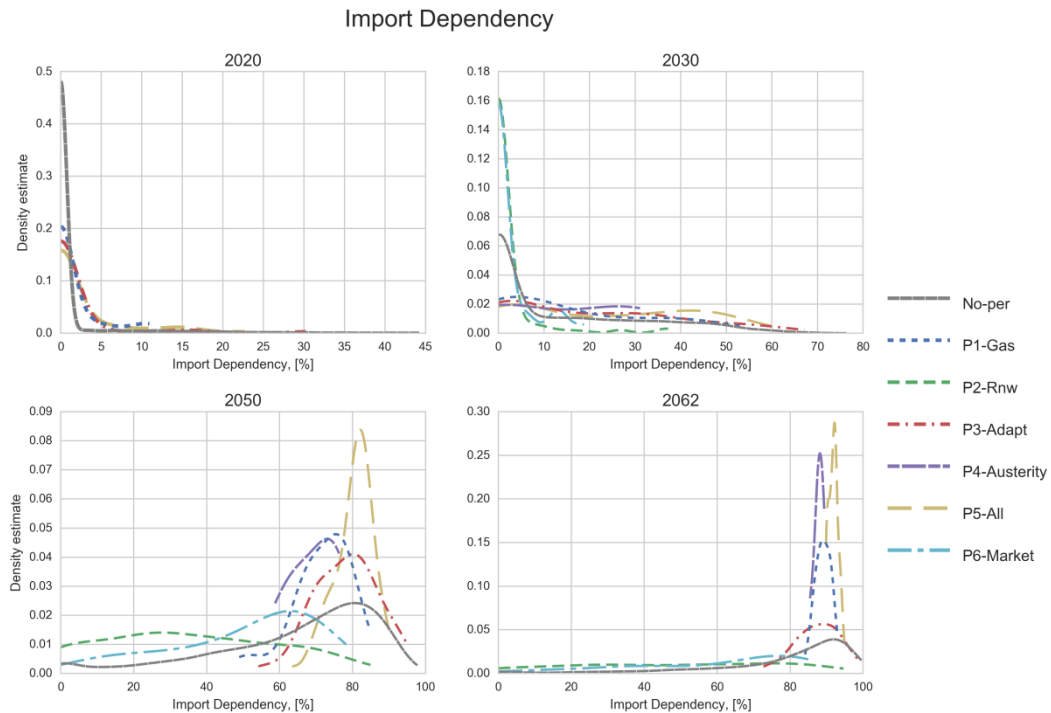 Import Dependency
2020
2030
0.5
0.4
0.3
0.2
0.1
0.0
Density estimate
0 5 10 15 20 25 30 35 40 45
Import Dependency, [%]
0.18
0.16
0.14
0.12
0.10
0.08
0.06
0.04
0.02
0.00
0 10 20 30 40 50 60 70 80
Import Dependency, [%]
2050
2062
0.09
0.08
0.07
0.06
0.05
0.04
0.03
0.02
0.01
0.00
Density estimate
0 20 40 60 80 100
Import Dependency, [%]
0.30
0.25
0.20
0.15
0.10
0.05
0.00
0 20 40 60 80 100
Import Dependency, [%]
No-per
P1-Gas
P2-Rnw
P3-Adapt
P4-Austerity
P5-All
P6-Market